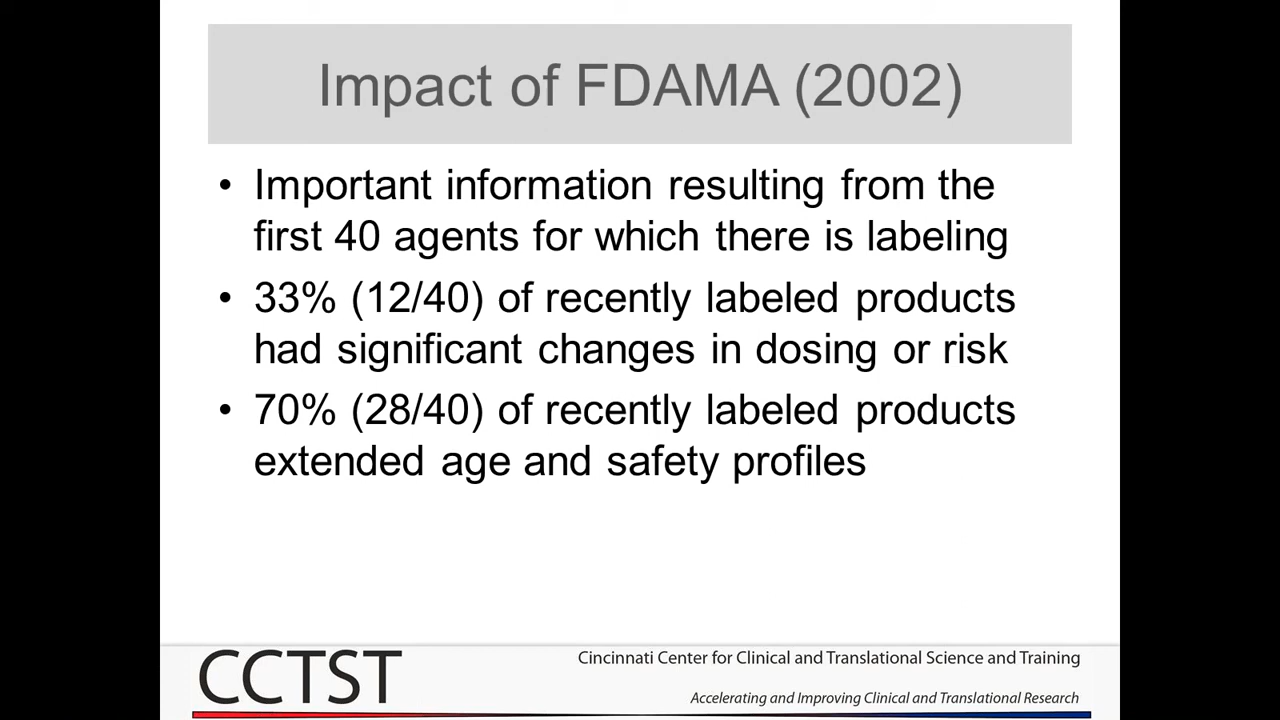 Impact of FDAMA (2002)
• Important information resulting from the
first 40 agents for which there is labeling
• 33% (12/40) of recently labeled products
had significant changes in dosing or risk
• 70% (28/40) of recently labeled products
extended age and safety profiles
CCTST
Cincinnati Center for Clinical and Translational Science and Training
Accelerating and Improving Clinical and Translational Research